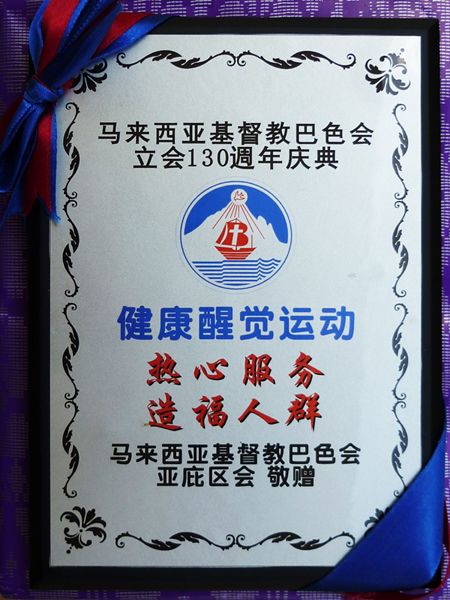 马来西亚基督教巴色会
立会130週年庆典
B
健康醒觉运动
热心服务
造福人群
马来西亚基督教巴色会
亚庇区会 敬赠